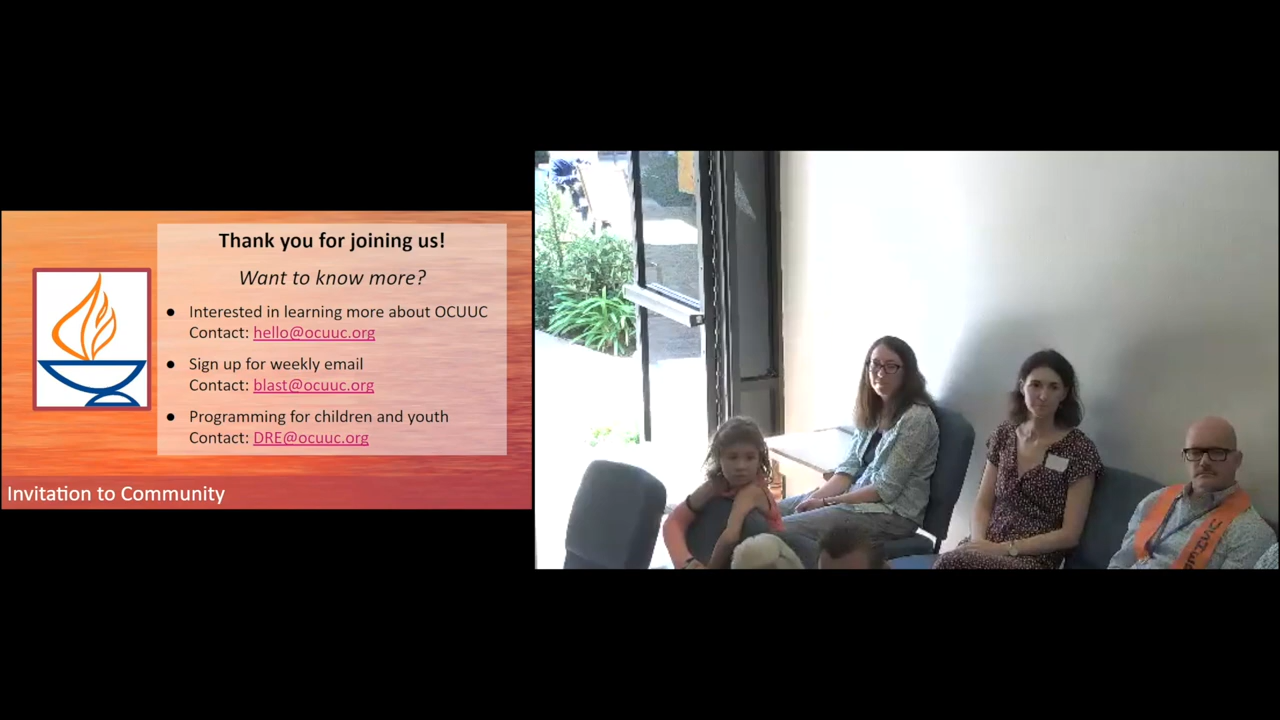 Thank you for joining us!
Want to know more?
● Interested in learning more about OCUUC
Contact: hello@ocuuc.org
● Sign up for weekly email
Contact: blast@ocuuc.org
● Programming for children and youth
Contact: DRE@ocuuc.org
Invitation to Community